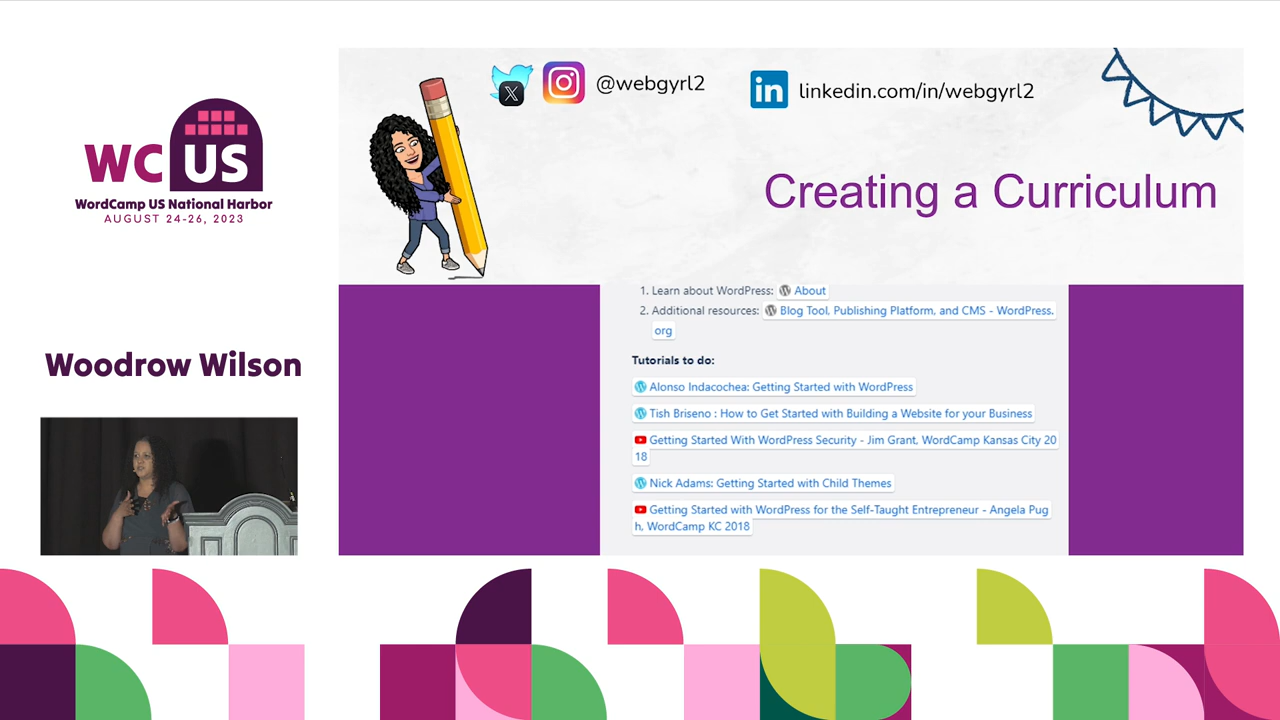 WC US
WordCamp US National Harbor
AUGUST 24-26, 2023
Woodrow Wilson
@webgyrl2
linkedin.com/in/webgyrl2
Creating a Curriculum
1. Learn about WordPress: About
2. Additional resources: Blog Tool, Publishing Platform, and CMS - WordPress.
org
Tutorials to do:
Alonso Indacochea: Getting Started with WordPress
Tish Briseno : How to Get Started with Building a Website for your Business
Getting Started With WordPress Security - Jim Grant, WordCamp Kansas City 20
18
Nick Adams: Getting Started with Child Themes
Getting Started with WordPress for the Self-Taught Entrepreneur - Angela Pug
h, WordCamp KC 2018